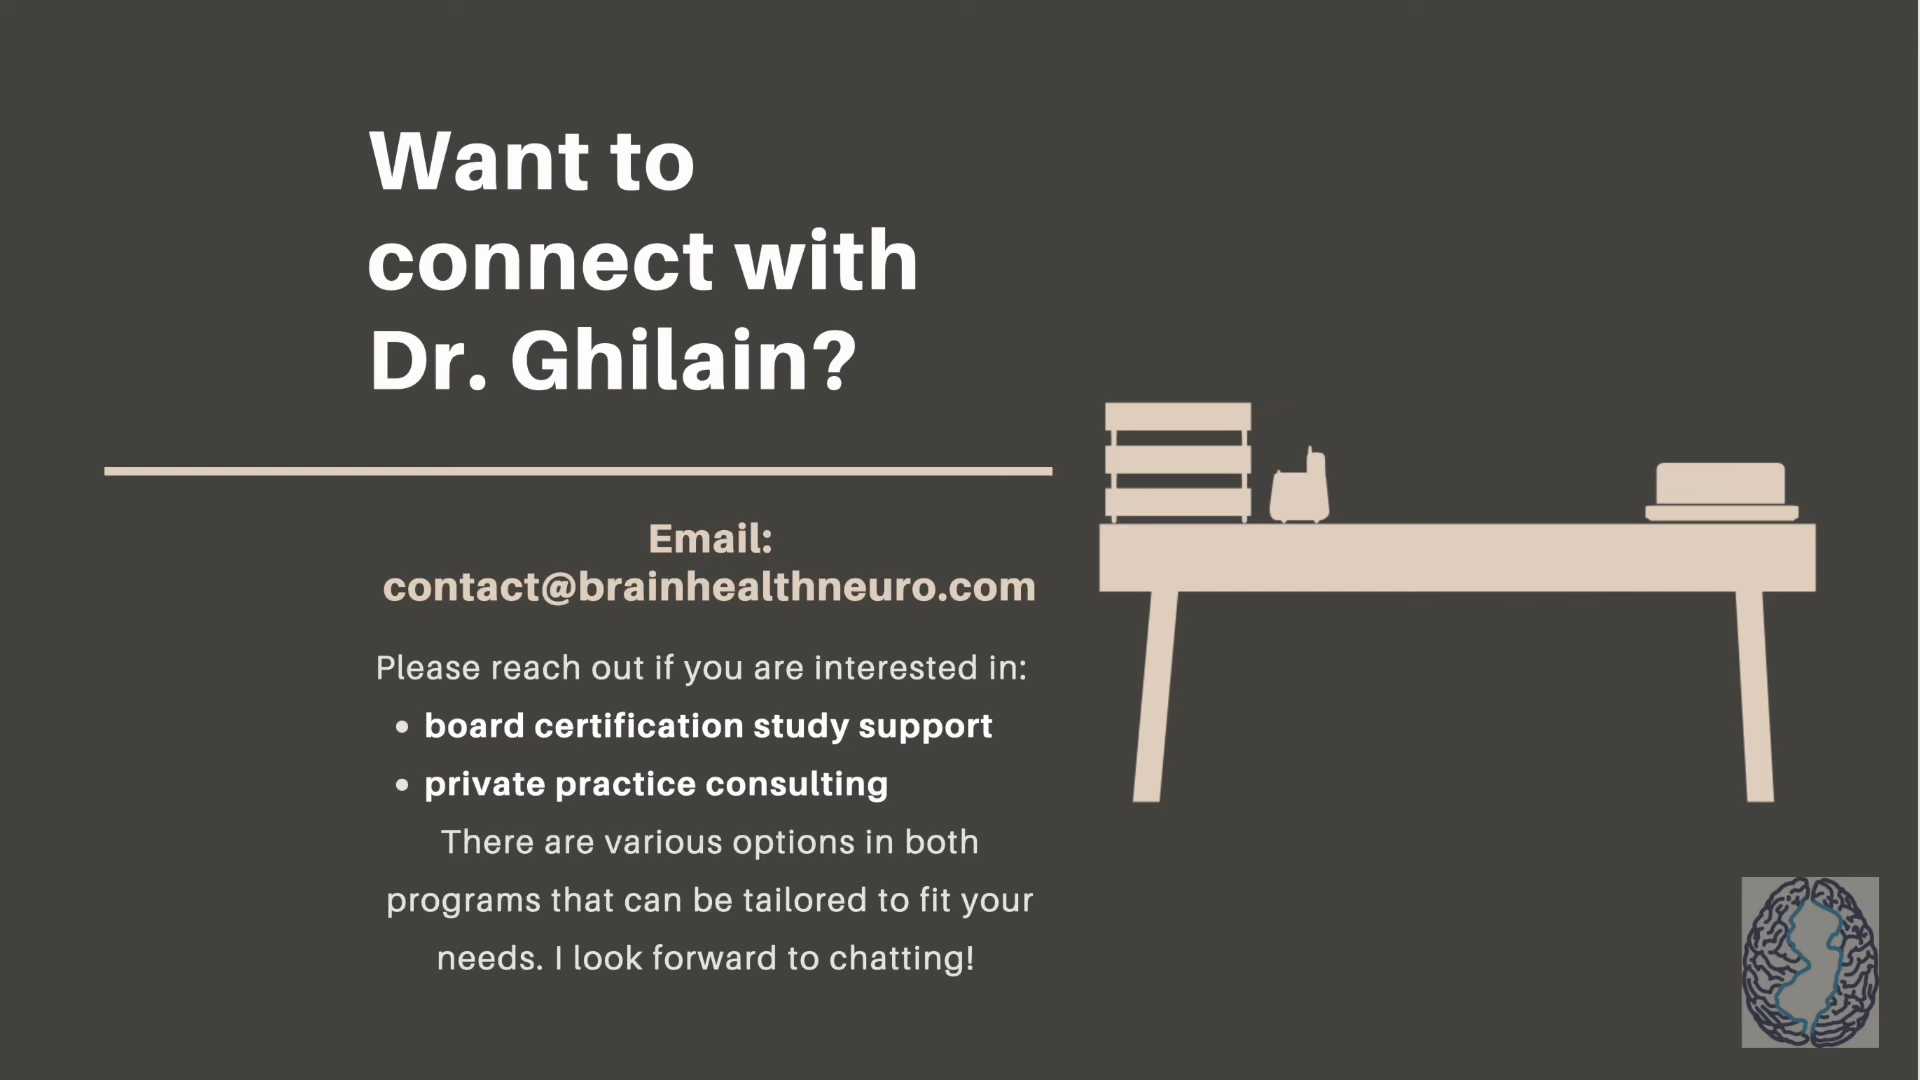 Want to
connect with
Dr. Ghilain?
Email:
contact@brainhealthneuro.com
Please reach out if you are interested in:
• board certification study support
• private practice consulting
There are various options in both
programs that can be tailored to fit your
needs. I look forward to chatting!